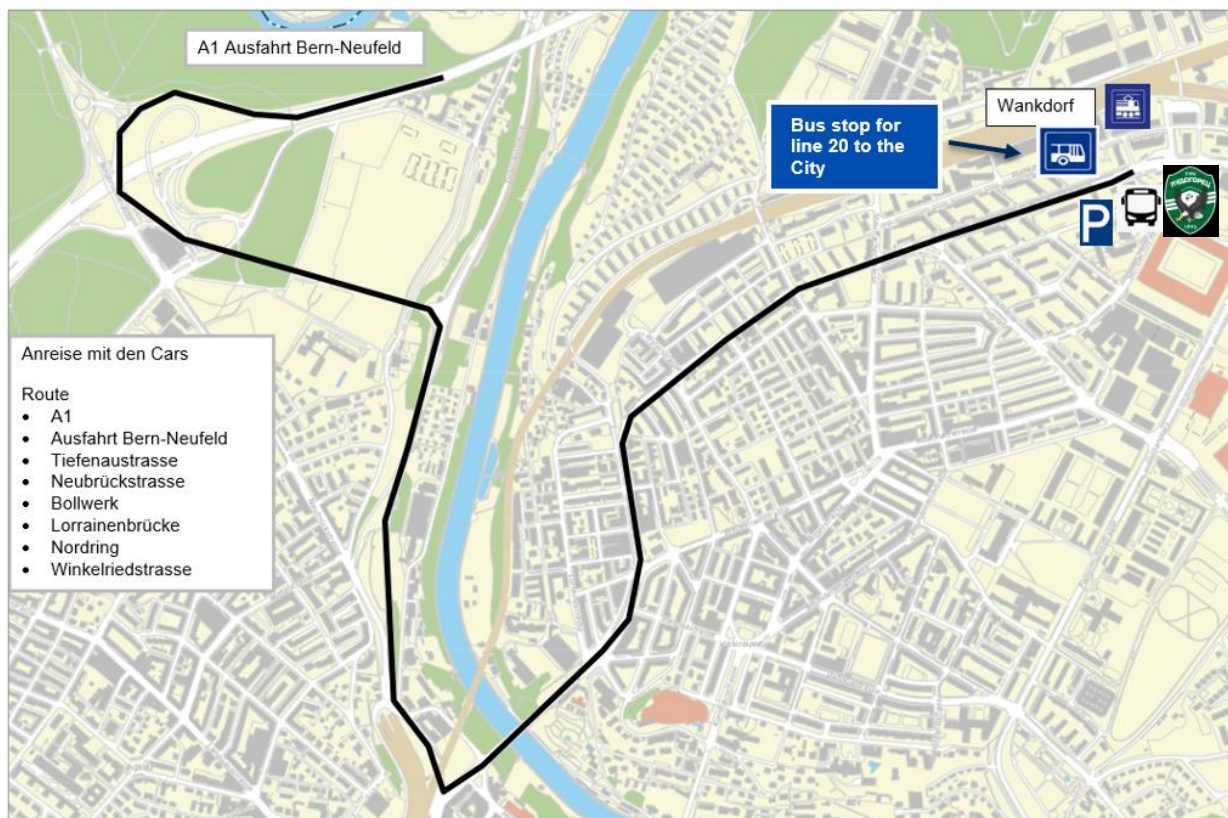 A1 Ausfahrt Bern-Neufeld
Wankdorf
Bus stop for
line 20 to the
City
P
ЛУДОГОРЕЦ
Anreise mit den Cars
Route
• A1
• Ausfahrt Bern-Neufeld
• Tiefenaustrasse
• Neubrückstrasse
• Bollwerk
• Lorrainenbrücke
• Nordring
• Winkelriedstrasse